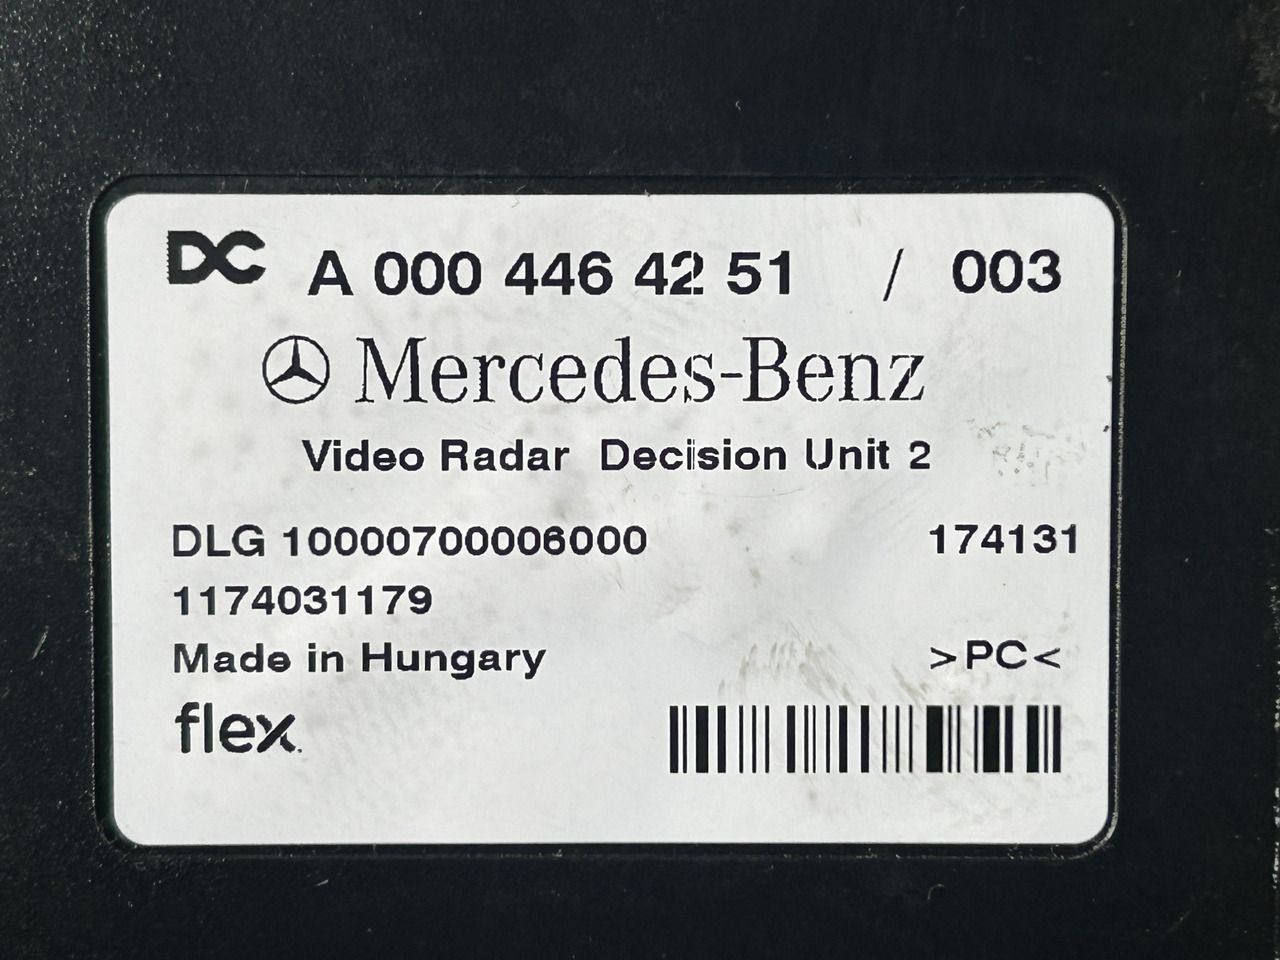 DC A 000 446 42 51 / 003
Mercedes-Benz
Video Radar Decision Unit 2
DLG 10000700006000 174131
1174031179
Made in Hungary >PC<
flex.